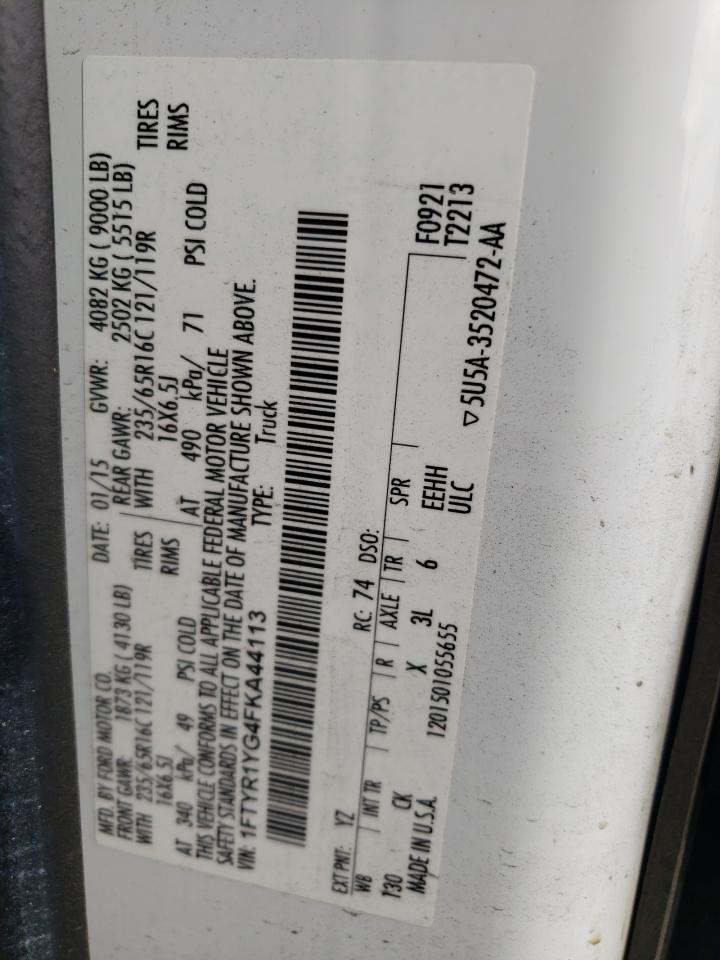 MFD. BY FORD MOTOR CO.
DATE: 01/15 GVWR: 4082 KG ( 9000 LB)
FRONT GAWR: 1873 KG ( 4130 LB) REAR GAWR: 2502 KG ( 5515 LB)
WITH 235/65R16C 121/119R TIRES WITH 235/65R16C 121/119R TIRES
16X6.5J RIMS 16X6.5J RIMS
AT 340 kPa/ 49 PSI COLD AT 490 kPa/ 71 PSI COLD
THIS VEHICLE CONFORMS TO ALL APPLICABLE FEDERAL MOTOR VEHICLE
SAFETY STANDARDS IN EFFECT ON THE DATE OF MANUFACTURE SHOWN ABOVE.
VIN: 1FTYR1YG4FKA44113 TYPE: Truck
EXT PNT: YZ RC: 74 DSO: F0921
T2213
WB INT TR TP/PS R AXLE TR SPR
130 CK X 3L 6 EEHH
MADE IN U.S.A. 1201501055655 ULC
▽5U5A-3520472-AA